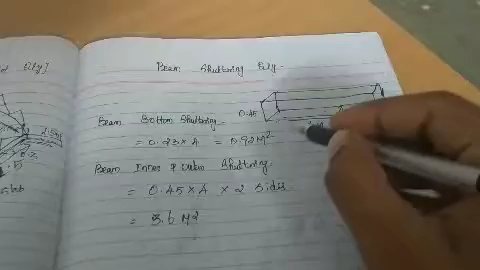 Beam Shuttering Qty.
0.45
Beam Bottom Shuttering.
= 0.23 x 4 = 0.92 M²
Beam Inner & Outer Shuttering.
= 0.45 x 4 x 2 sides
= 3.6 M²